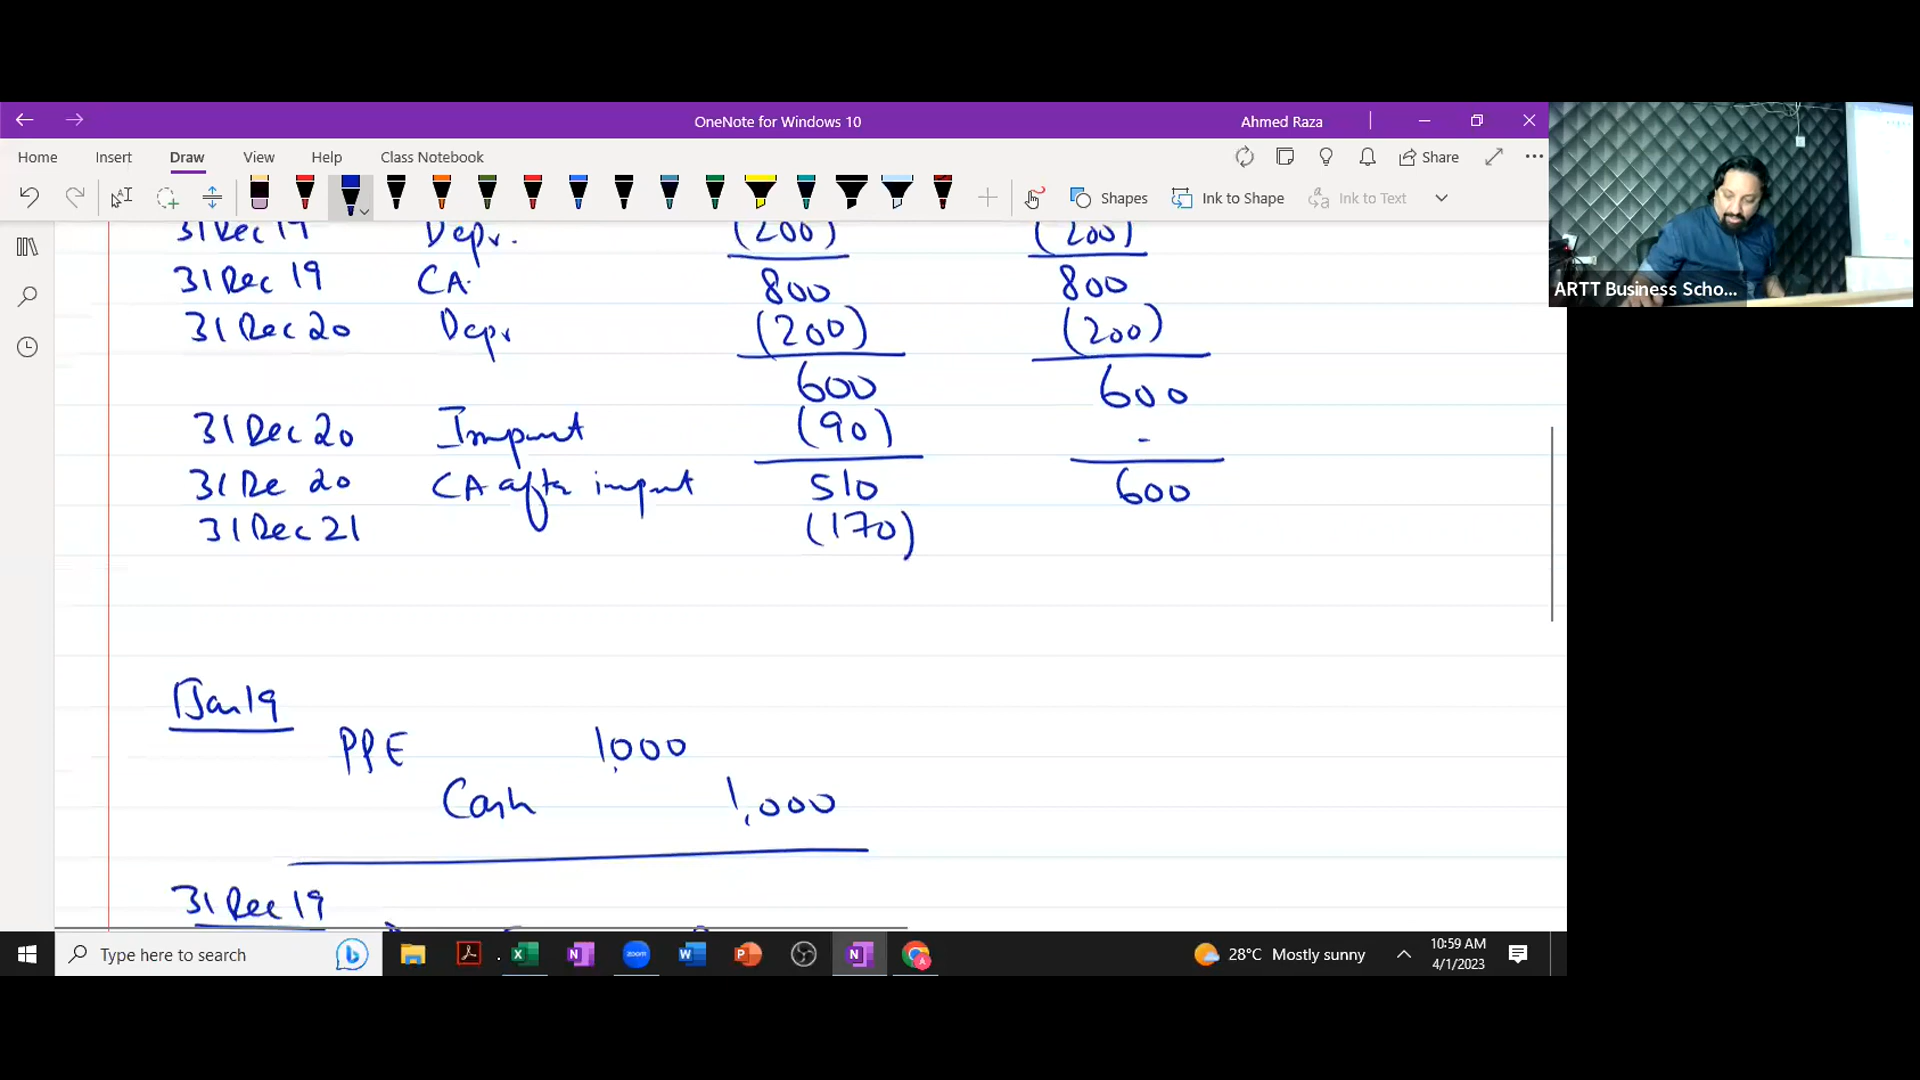 OneNote for Windows 10
Ahmed Raza
Home Insert Draw View Help Class Notebook
Share
Shapes
Ink to Shape
Ink to Text
ARTT Business Scho...
31 Dec 19 Depr. (200) (200)
31 Dec 19 CA. 800 800
31 Dec 20 Depr (200) (200)
600 600
31 Dec 20 Impmt (90) -
31 De 20 CA after impmt 510 600
31 Dec 21 (170)
1 Jan 19
PPE 1,000
Cash 1,000
31 Dec 19
Type here to search
28°C Mostly sunny
10:59 AM
4/1/2023